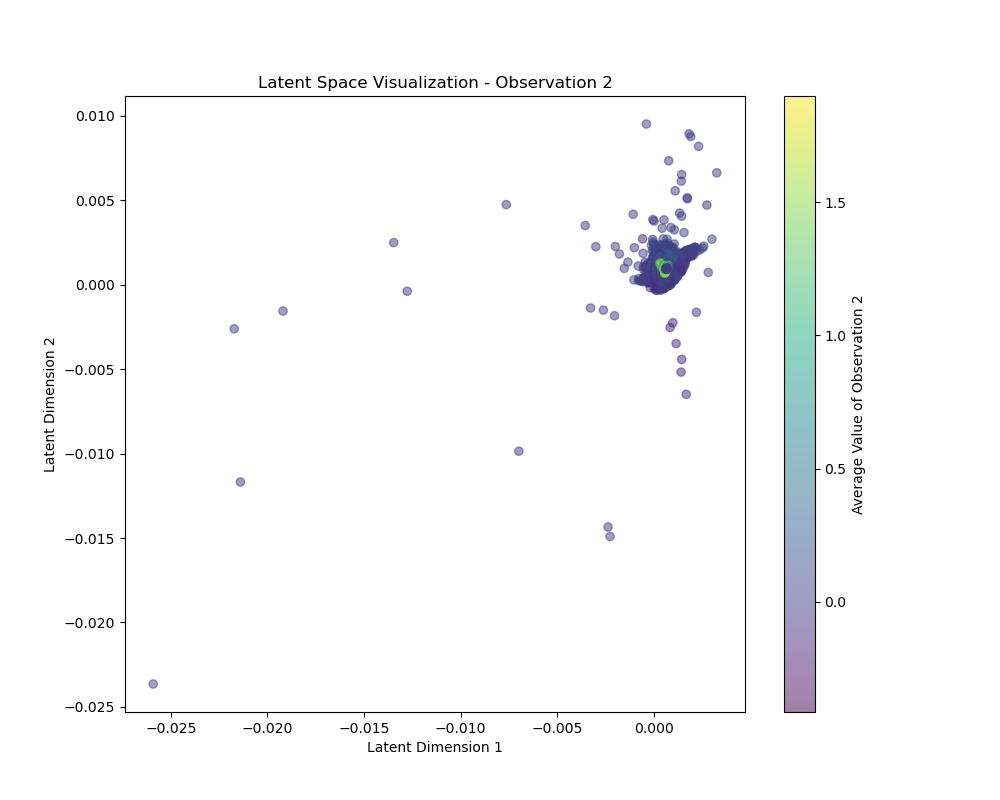 Latent Space Visualization - Observation 2
0.010
0.005
0.000
−0.005
−0.010
−0.015
−0.020
−0.025
Latent Dimension 2
−0.025 −0.020 −0.015 −0.010 −0.005 0.000
Latent Dimension 1
1.5
1.0
0.5
0.0
Average Value of Observation 2